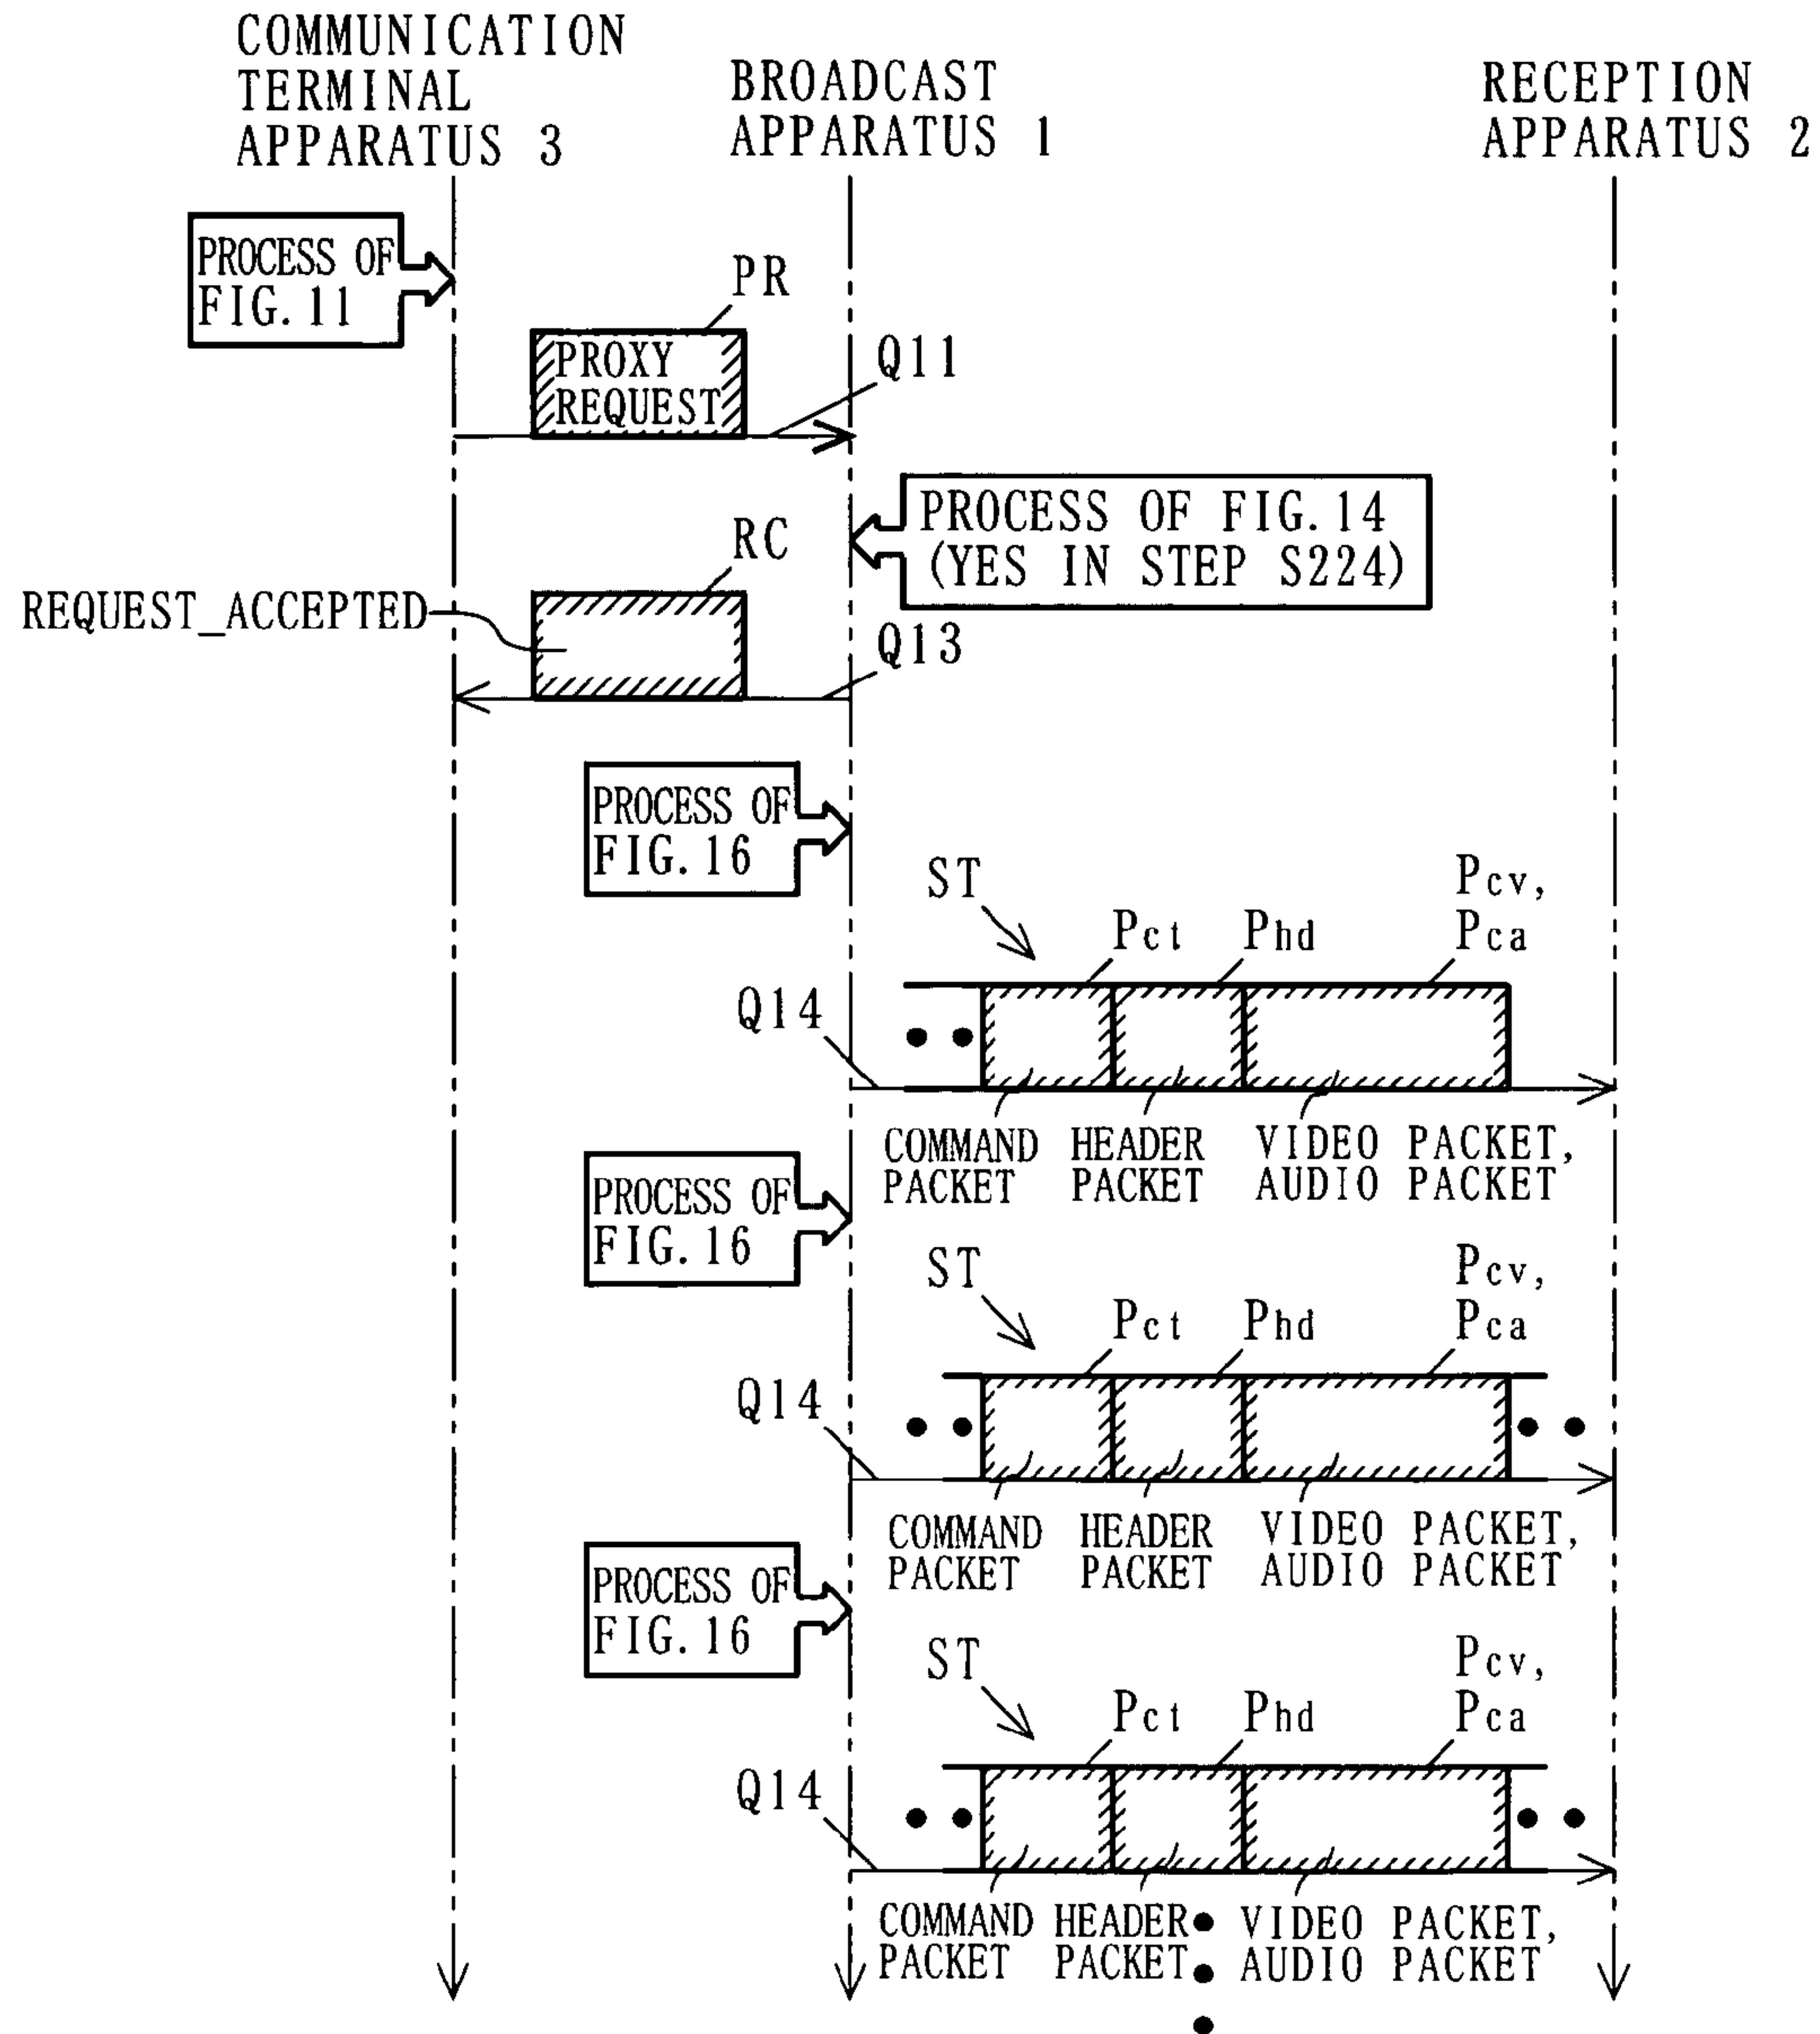 COMMUNICATION
TERMINAL
APPARATUS 3
BROADCAST
APPARATUS 1
RECEPTION
APPARATUS 2
PROCESS OF
FIG.11
PR
PROXY
REQUEST
Q11
PROCESS OF FIG.14
(YES IN STEP S224)
RC
REQUEST_ACCEPTED
Q13
PROCESS OF
FIG.16
ST
Pct
Phd
Pcv,
Pca
Q14
COMMAND
PACKET
HEADER
PACKET
VIDEO PACKET,
AUDIO PACKET
PROCESS OF
FIG.16
ST
Pct
Phd
Pcv,
Pca
Q14
COMMAND
PACKET
HEADER
PACKET
VIDEO PACKET,
AUDIO PACKET
PROCESS OF
FIG.16
ST
Pct
Phd
Pcv,
Pca
Q14
COMMAND
PACKET
HEADER
PACKET
VIDEO PACKET,
AUDIO PACKET